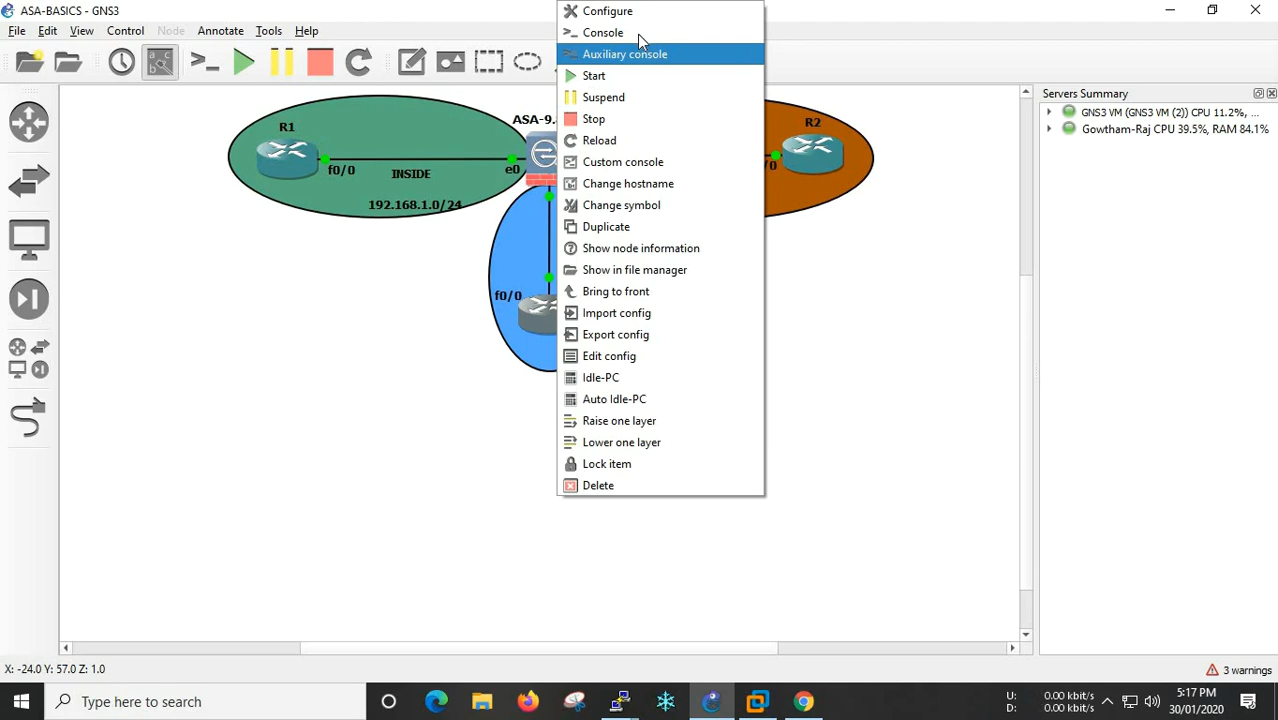 ASA-BASICS - GNS3
File Edit View Control Node Annotate Tools Help
Configure
Console
Auxiliary console
Start
Suspend
Stop
Reload
Custom console
Change hostname
Change symbol
Duplicate
Show node information
Show in file manager
Bring to front
Import config
Export config
Edit config
Idle-PC
Auto Idle-PC
Raise one layer
Lower one layer
Lock item
Delete
R1
f0/0
INSIDE
192.168.1.0/24
e0
ASA-9.
f0/0
R2
/0
Servers Summary
GNS3 VM (GNS3 VM (2)) CPU 11.2%, ...
Gowtham-Raj CPU 39.5%, RAM 84.1%
X: -24.0 Y: 57.0 Z: 1.0
3 warnings
Type here to search
U: 0.00 kbit/s
D: 0.00 kbit/s
5:17 PM
30/01/2020